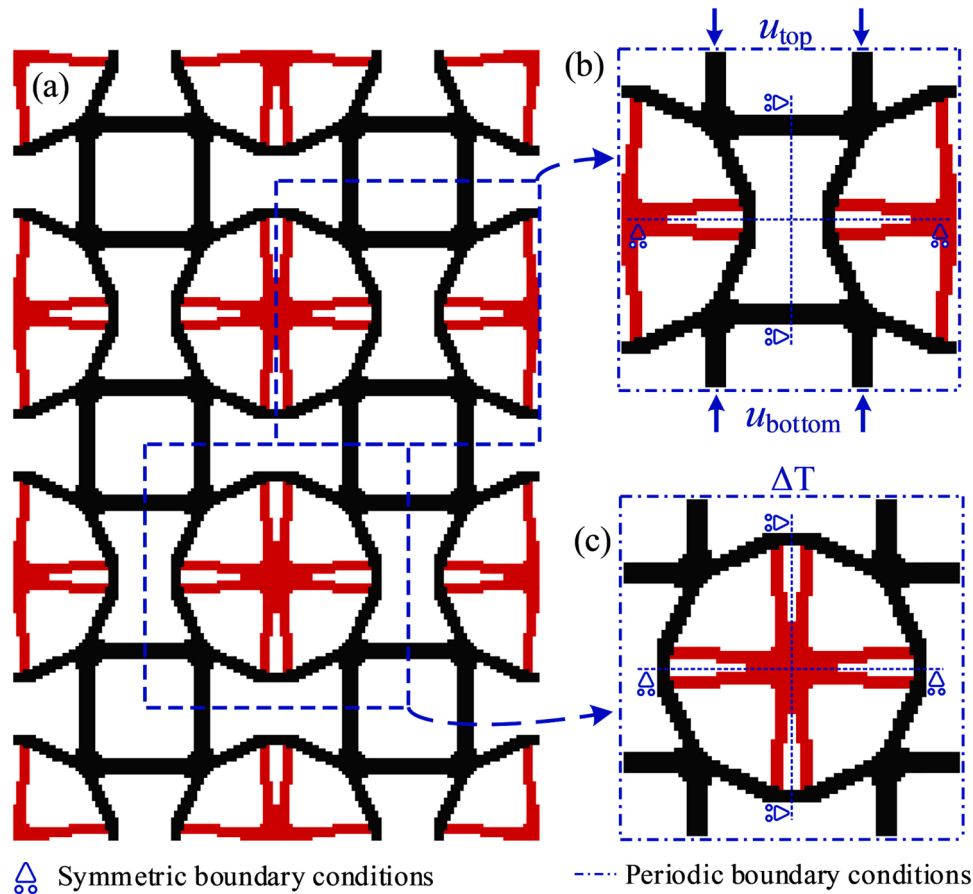 (a)
(b)
u_top
u_bottom
ΔT
(c)
Symmetric boundary conditions
Periodic boundary conditions